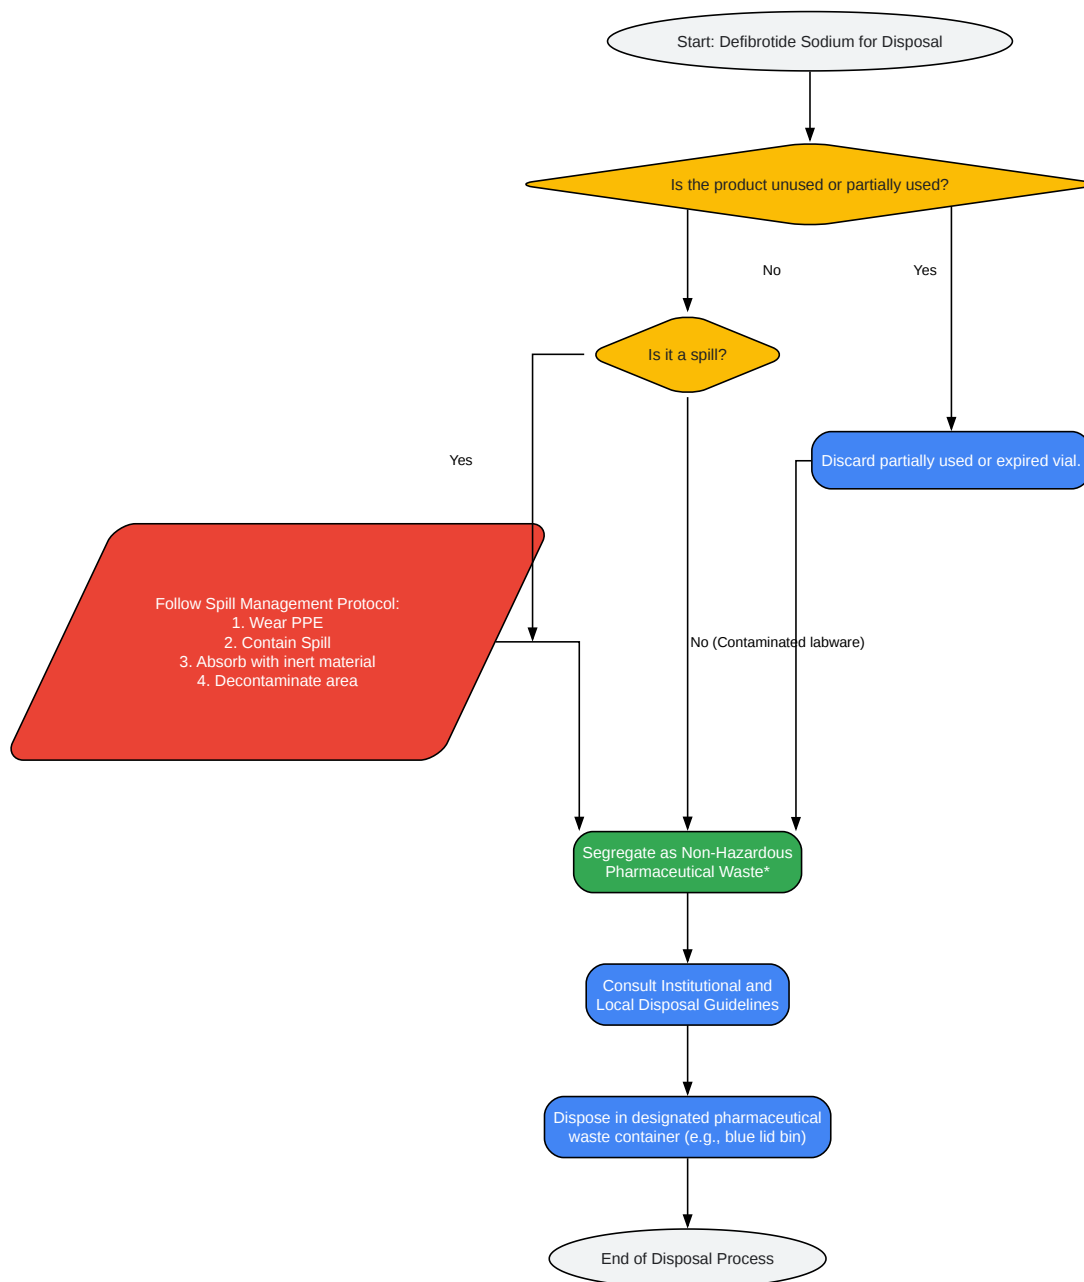 Start: Defibrotide Sodium for Disposal
Is the product unused or partially used?
No
Yes
Is it a spill?
Yes
Discard partially used or expired vial.
Follow Spill Management Protocol:
1. Wear PPE
2. Contain Spill
3. Absorb with inert material
4. Decontaminate area
No (Contaminated labware)
Segregate as Non-Hazardous
Pharmaceutical Waste*
Consult Institutional and
Local Disposal Guidelines
Dispose in designated pharmaceutical
waste container (e.g., blue lid bin)
End of Disposal Process